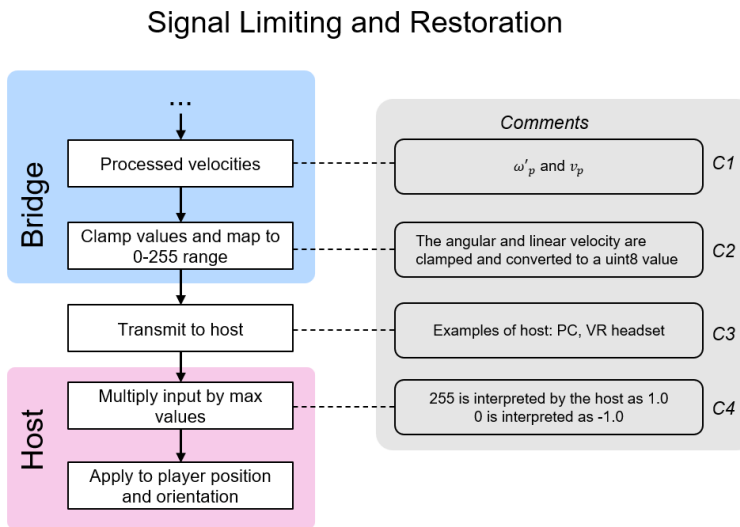 Signal Limiting and Restoration
Bridge
...
Processed velocities
Clamp values and map to
0-255 range
Transmit to host
Host
Multiply input by max
values
Apply to player position
and orientation
Comments
ω'ₚ and vₚ
C1
The angular and linear velocity are
clamped and converted to a uint8 value
C2
Examples of host: PC, VR headset
C3
255 is interpreted by the host as 1.0
0 is interpreted as -1.0
C4